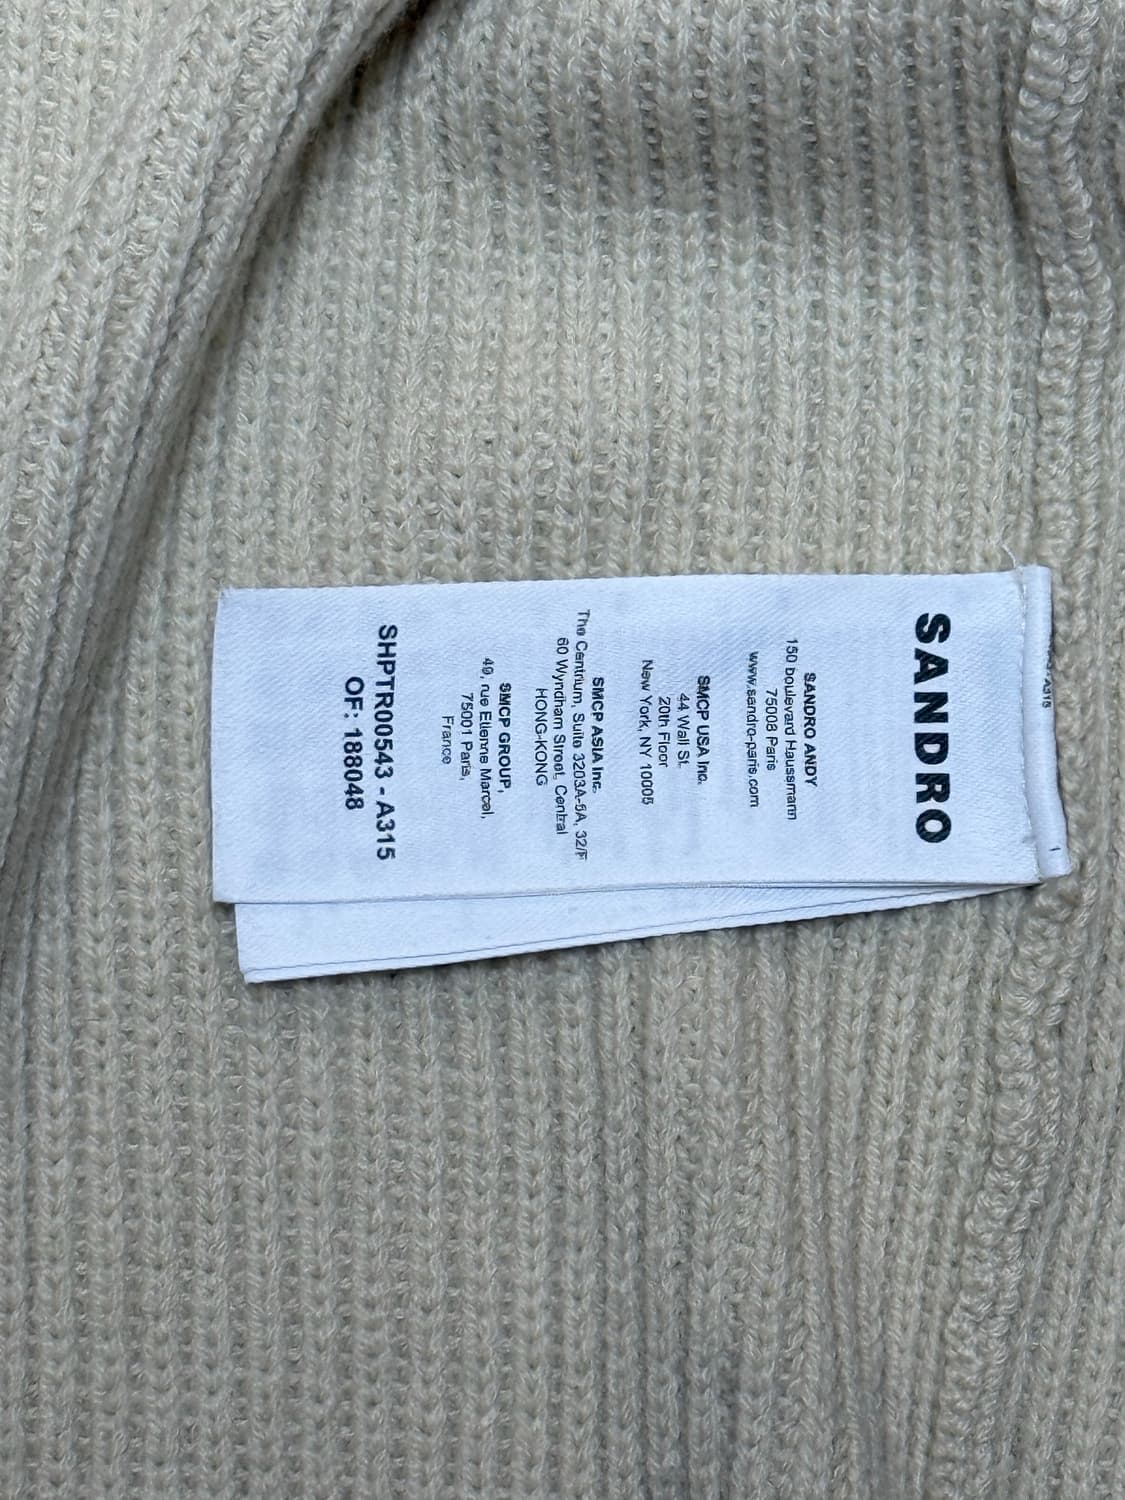 SANDRO
SANDRO ANDY
150 boulevard Haussmann
75008 Paris
www.sandro-paris.com
SMCP USA Inc.
44 Wall St.
20th Floor
New York, NY 10005
SMCP ASIA Inc.
The Centrium, Suite 3203A-5A, 32/F
60 Wyndham Street, Central
HONG-KONG
SMCP GROUP,
49, rue Etienne Marcel,
75001 Paris,
France
SHPTR00543 - A315
OF: 188048